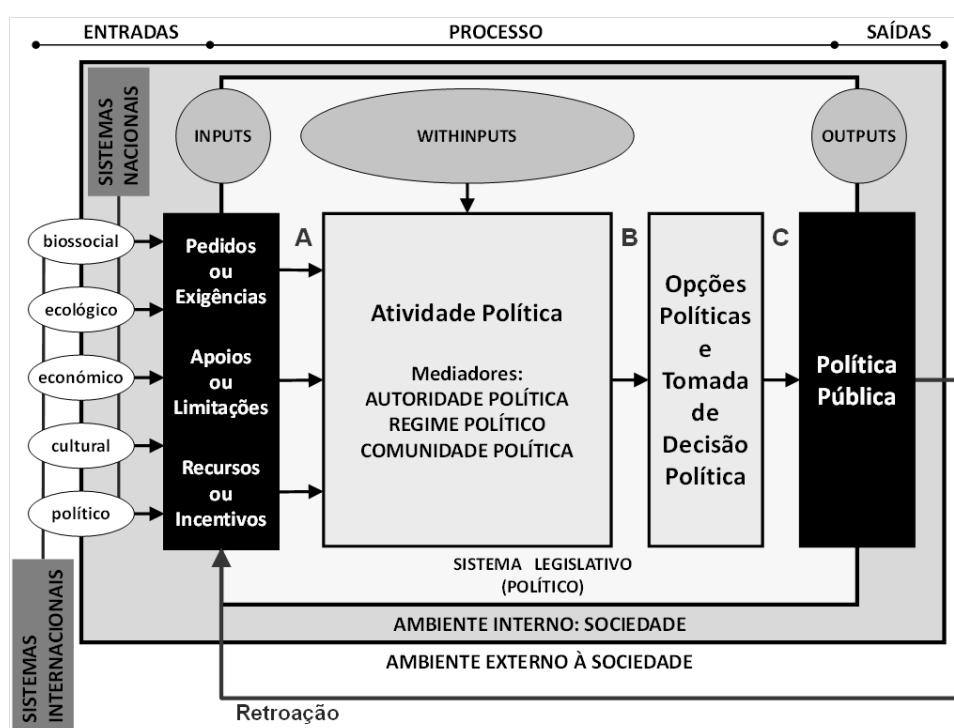 ENTRADAS
PROCESSO
SAÍDAS
SISTEMAS
NACIONAIS
INPUTS
WITHINPUTS
OUTPUTS
biossocial
ecológico
económico
cultural
político
Pedidos
ou
Exigências
Apoios
ou
Limitações
Recursos
ou
Incentivos
A
Atividade Política
Mediadores:
AUTORIDADE POLÍTICA
REGIME POLÍTICO
COMUNIDADE POLÍTICA
B
Opções
Políticas
e
Tomada
de
Decisão
Política
C
Política
Pública
SISTEMA LEGISLATIVO
(POLÍTICO)
AMBIENTE INTERNO: SOCIEDADE
AMBIENTE EXTERNO À SOCIEDADE
SISTEMAS
INTERNACIONAIS
Retroação